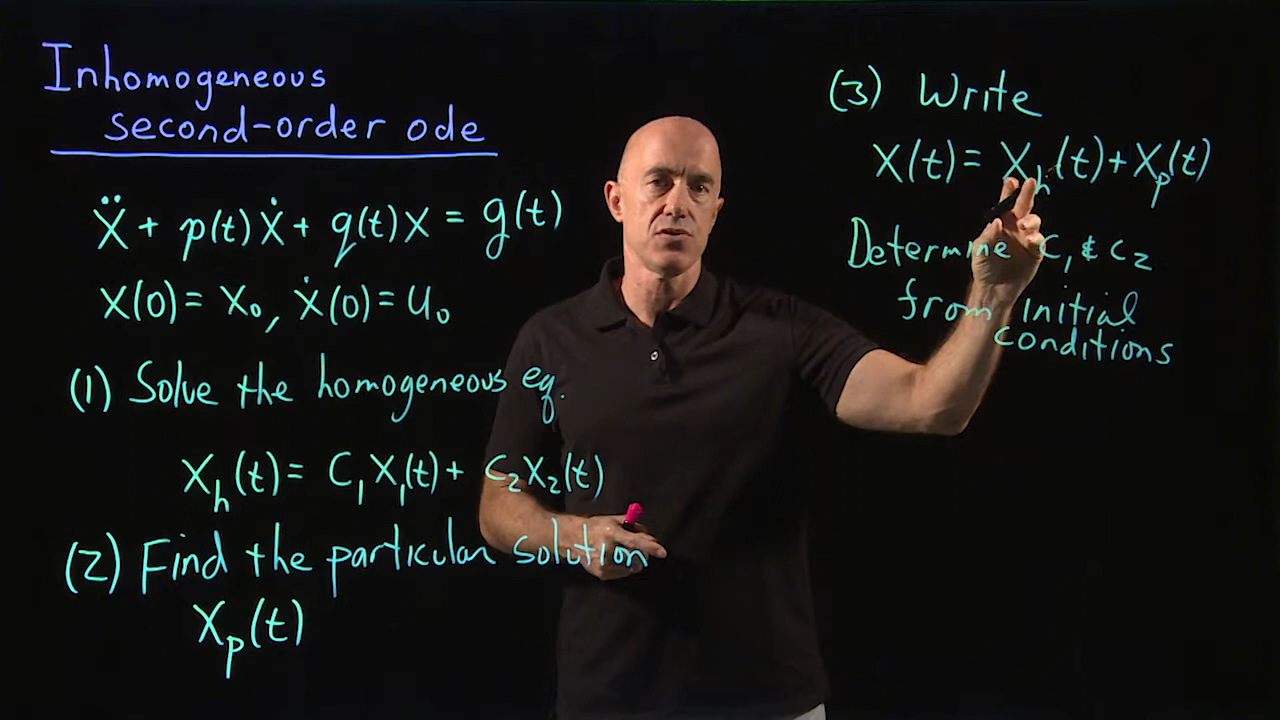 Inhomogeneous
second-order ode
ẍ + p(t)ẋ + q(t)x = g(t)
x(0) = x₀, ẋ(0) = u₀
(1) Solve the homogeneous eq.
xₕ(t) = c₁x₁(t) + c₂x₂(t)
(2) Find the particular solution
xₚ(t)
(3) Write
x(t) = xₕ(t) + xₚ(t)
Determine c₁ & c₂
from initial
conditions